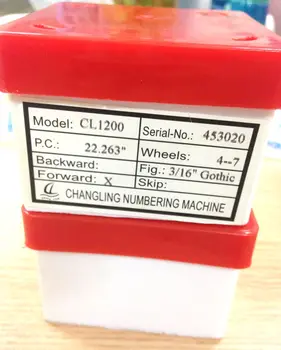 Model: CL1200 Serial-No.: 453020
P.C.: 22.263" Wheels: 4--7
Backward: Fig.: 3/16" Gothic
Forward: X Skip:
CHANGLING NUMBERING MACHINE